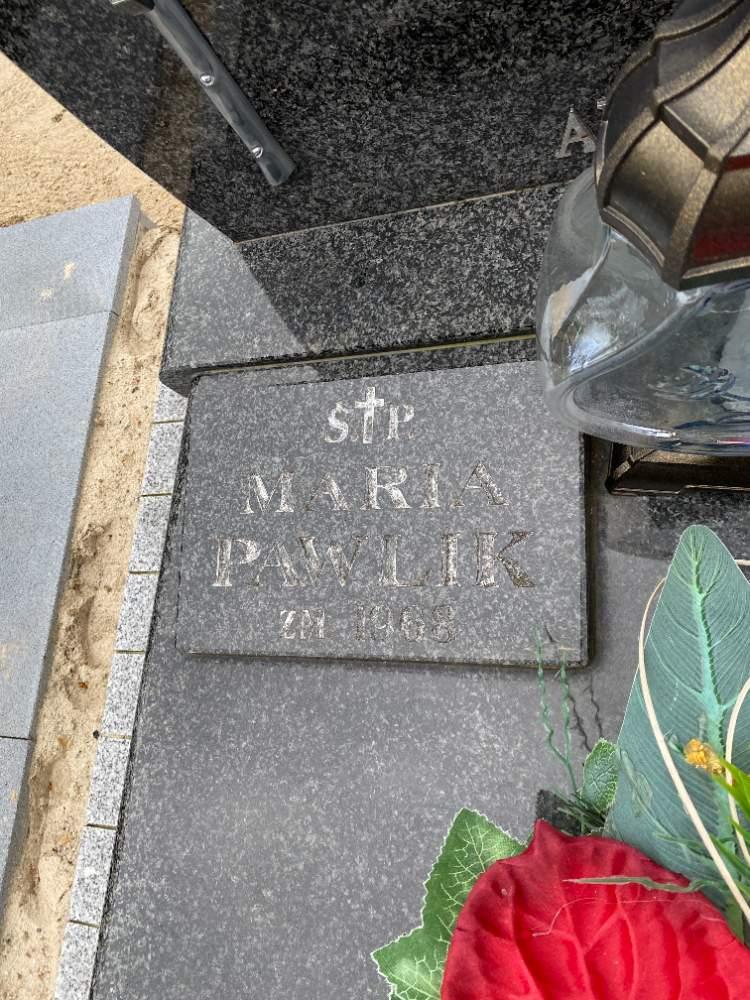 Ś.†P.
MARIA
PAWLIK
ZM 1968